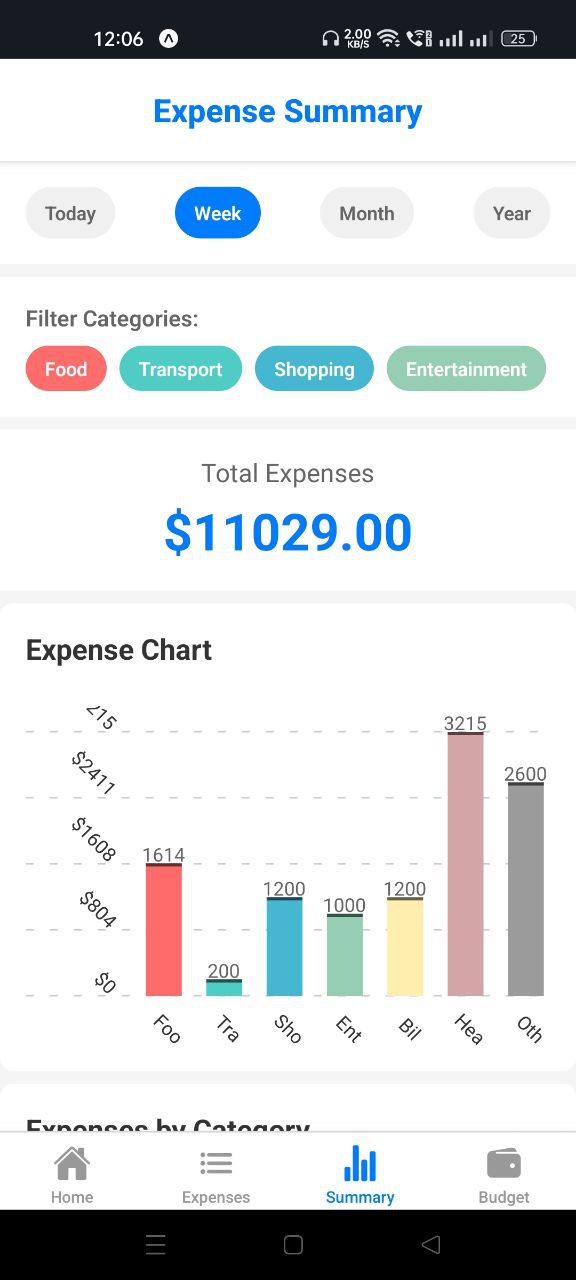 12:06 2.00 KB/S 25
Expense Summary
Today Week Month Year
Filter Categories:
Food Transport Shopping Entertainment
Total Expenses
$11029.00
Expense Chart
215
$2411
$1608
$804
$0
1614 200 1200 1000 1200 3215 2600
Foo Tra Sho Ent Bil Hea Oth
Expenses by Category
Home Expenses Summary Budget